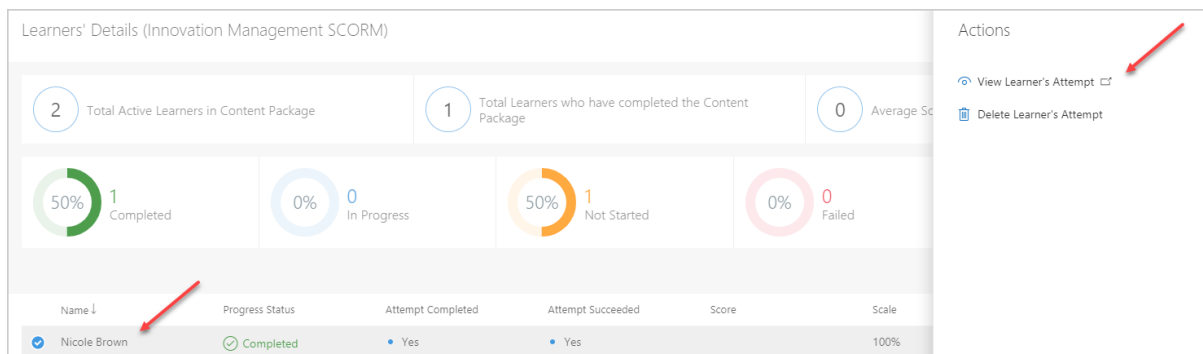 Learners' Details (Innovation Management SCORM)
Actions
View Learner's Attempt
Delete Learner's Attempt
2 Total Active Learners in Content Package
1 Total Learners who have completed the Content
Package
0 Average
50% 1
Completed
0% 0
In Progress
50% 1
Not Started
0% 0
Failed
Name↓ Progress Status Attempt Completed Attempt Succeeded Score Scale
Nicole Brown Completed • Yes • Yes 100%